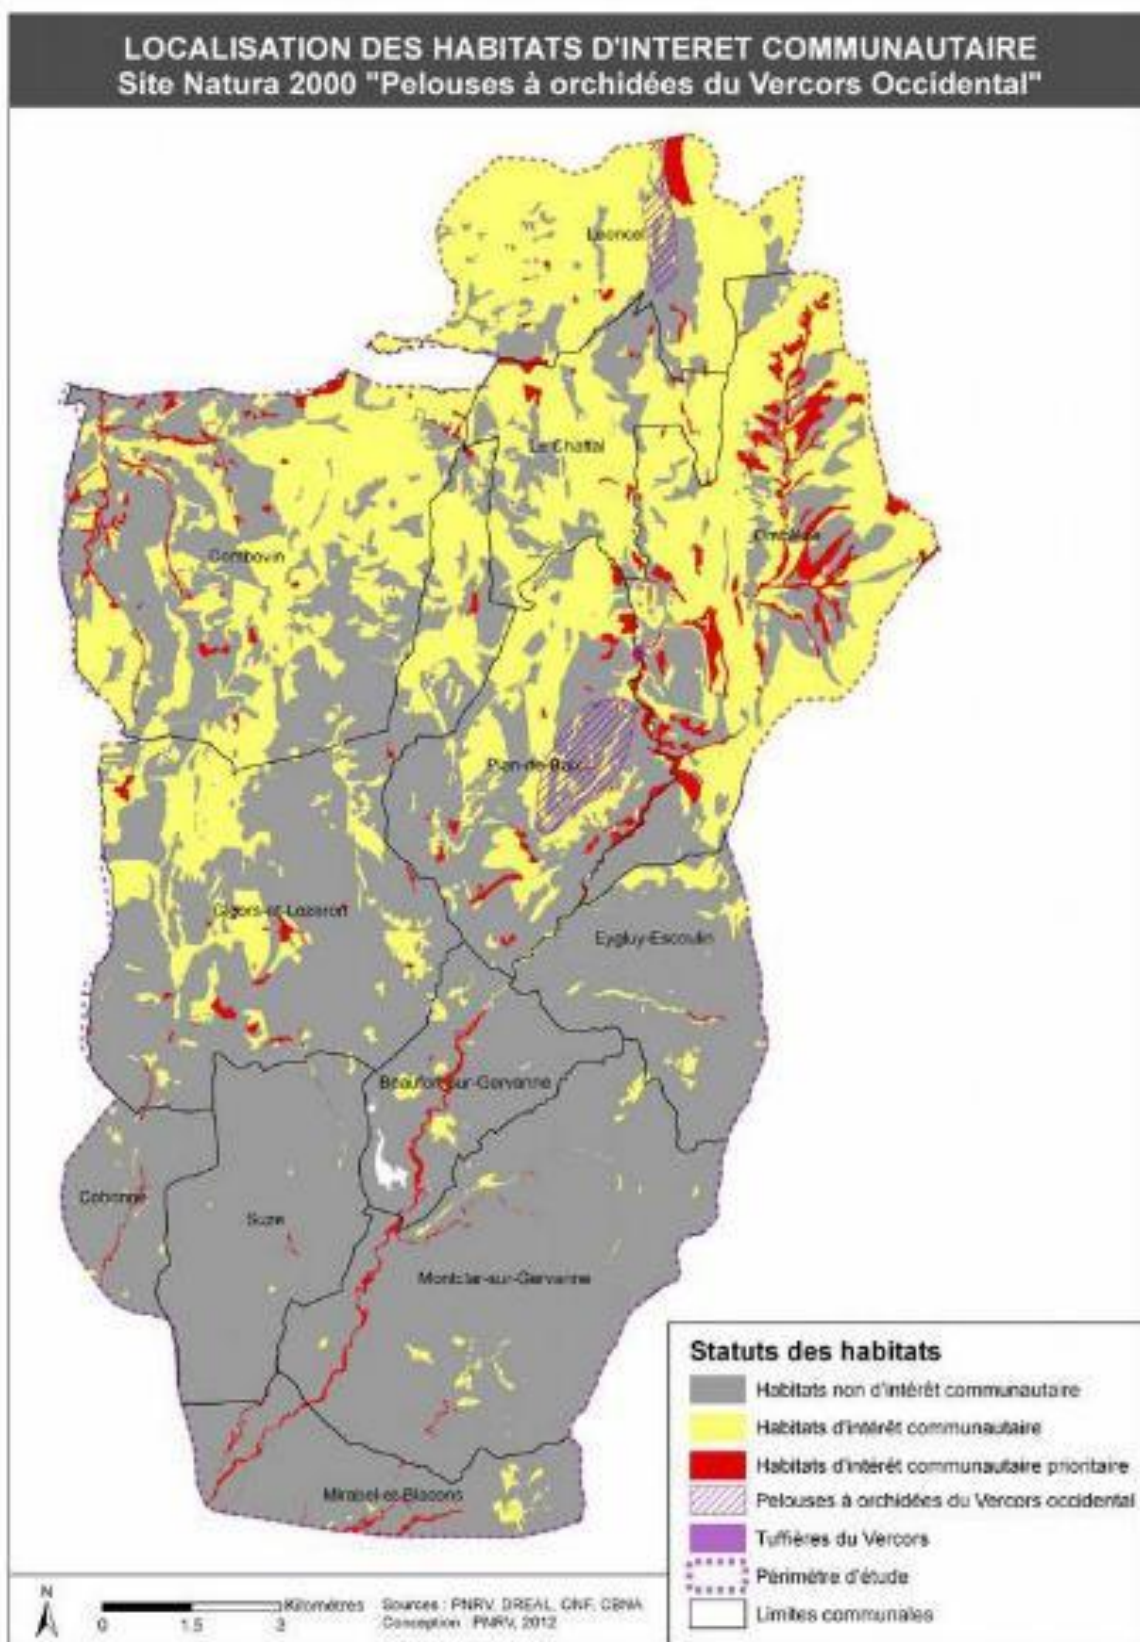 LOCALISATION DES HABITATS D'INTERET COMMUNAUTAIRE
Site Natura 2000 "Pelouses à orchidées du Vercors Occidental"
Léoncel
Le Chaffal
Combovin
Omblèze
Plan-de-Baix
Gigors-et-Lozeron
Eygluy-Escoulin
Beaufort-sur-Gervanne
Cobonne
Suze
Montclar-sur-Gervanne
Mirabel-et-Blacons
Statuts des habitats
Habitats non d'intérêt communautaire
Habitats d'intérêt communautaire
Habitats d'intérêt communautaire prioritaire
Pelouses à orchidées du Vercors occidental
Tuffières du Vercors
Périmètre d'étude
Limites communales
N
Kilomètres
0 1.5 3
Sources : PNRV, DREAL, ONF, CBNA
Conception : PNRV, 2012